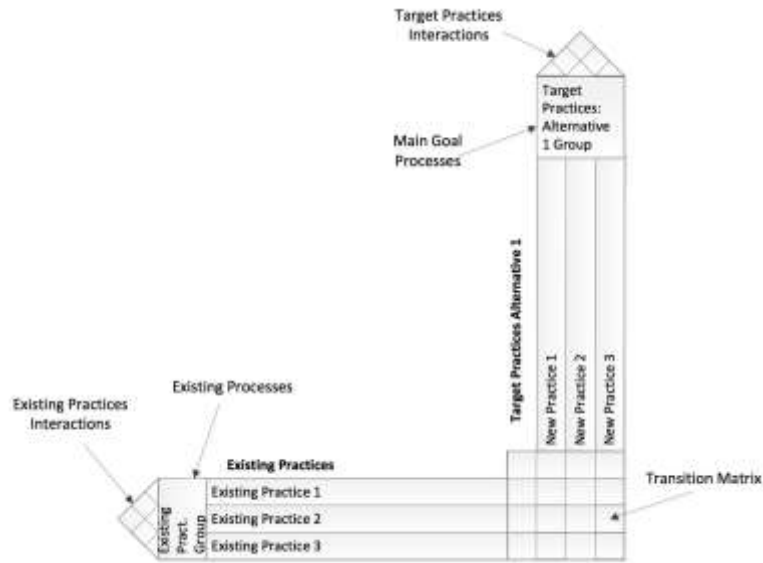 Target Practices
Interactions
Target
Practices:
Alternative
1 Group
Main Goal
Processes
Target Practices Alternative 1
New Practice 1
New Practice 2
New Practice 3
Existing Processes
Existing Practices
Interactions
Existing Practices
Transition Matrix
Existing
Pract.
Group
Existing Practice 1
Existing Practice 2
Existing Practice 3